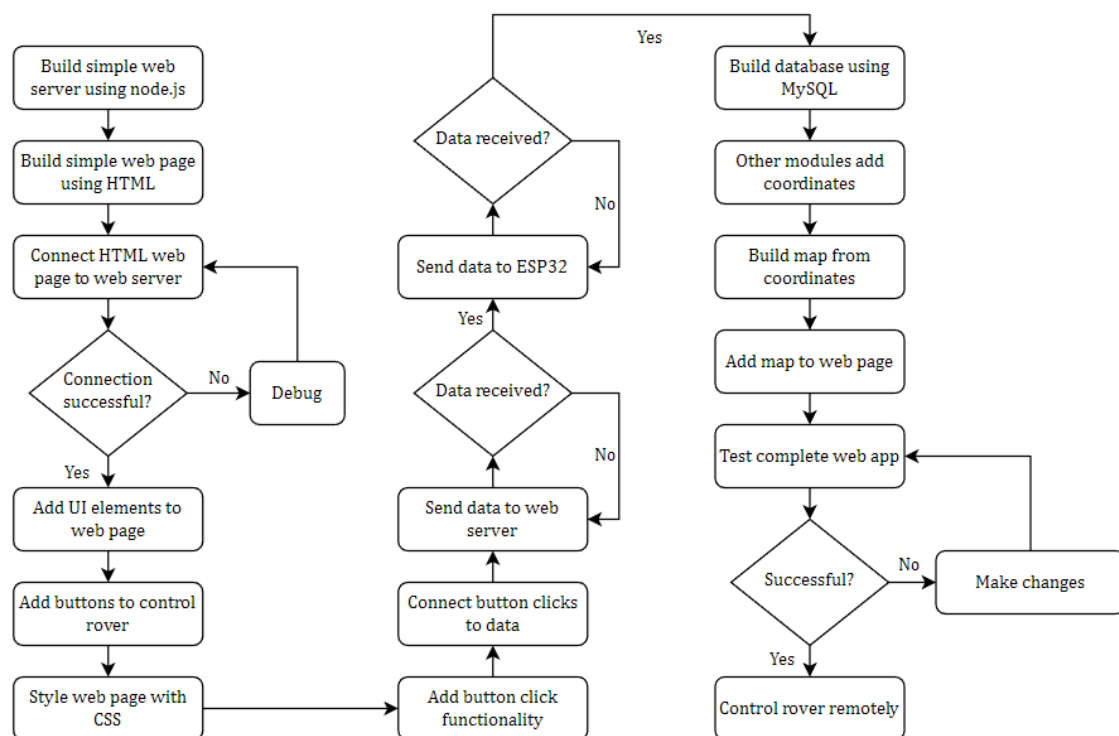 Build simple web
server using node.js
Build simple web page
using HTML
Connect HTML web
page to web server
Connection
successful?
No
Debug
Yes
Add UI elements to
web page
Add buttons to control
rover
Style web page with
CSS
Add button click
functionality
Connect button clicks
to data
Send data to web
server
Data received?
No
Yes
Send data to ESP32
Data received?
No
Yes
Build database using
MySQL
Other modules add
coordinates
Build map from
coordinates
Add map to web page
Test complete web app
Successful?
No
Make changes
Yes
Control rover remotely